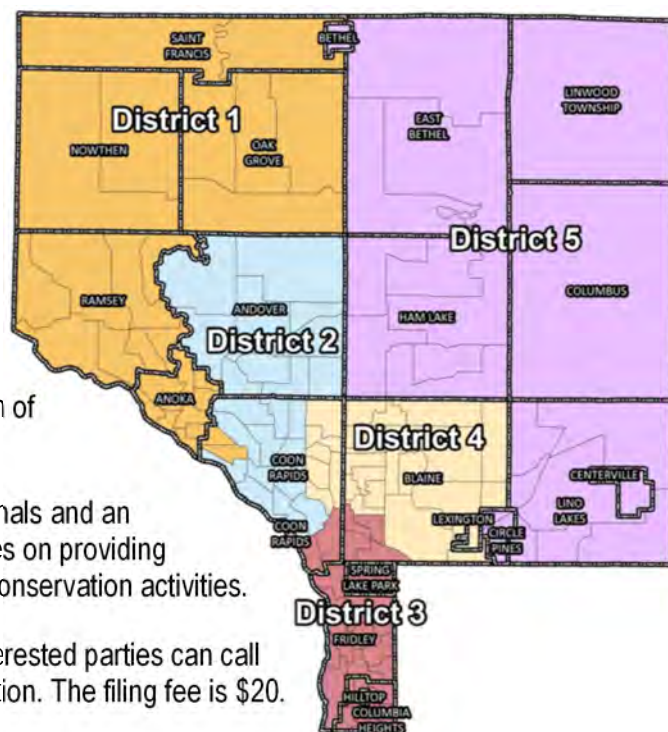 SAINT
FRANCIS
BETHEL
LINWOOD
TOWNSHIP
District 1
EAST
BETHEL
NOWTHEN
OAK
GROVE
District 5
COLUMBUS
RAMSEY
ANDOVER
HAM LAKE
District 2
ANOKA
of
District 4
COON
RAPIDS
BLAINE
CENTERVILLE
LINO
LAKES
LEXINGTON
CIRCLE
PINES
COON
RAPIDS
nals and an
es on providing
onservation activities.
SPRING
LAKE PARK
District 3
FRIDLEY
erested parties can call
tion. The filing fee is $20.
HILLTOP
COLUMBIA
HEIGHTS